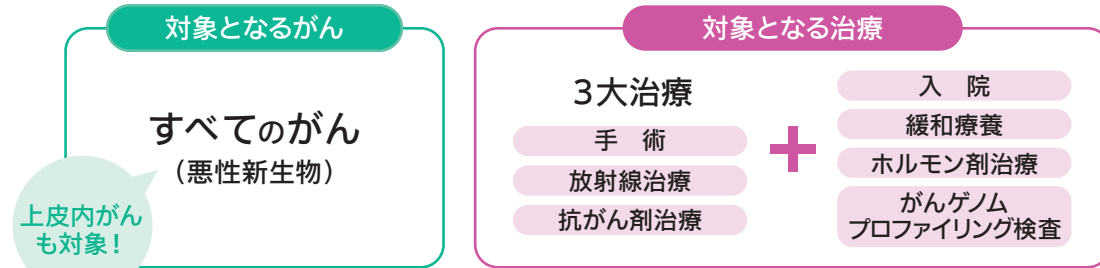 対象となるがん
すべてのがん
(悪性新生物)
上皮内がん
も対象!
対象となる治療
3大治療
手 術
放射線治療
抗がん剤治療
+
入 院
緩和療養
ホルモン剤治療
がんゲノム
プロファイリング検査